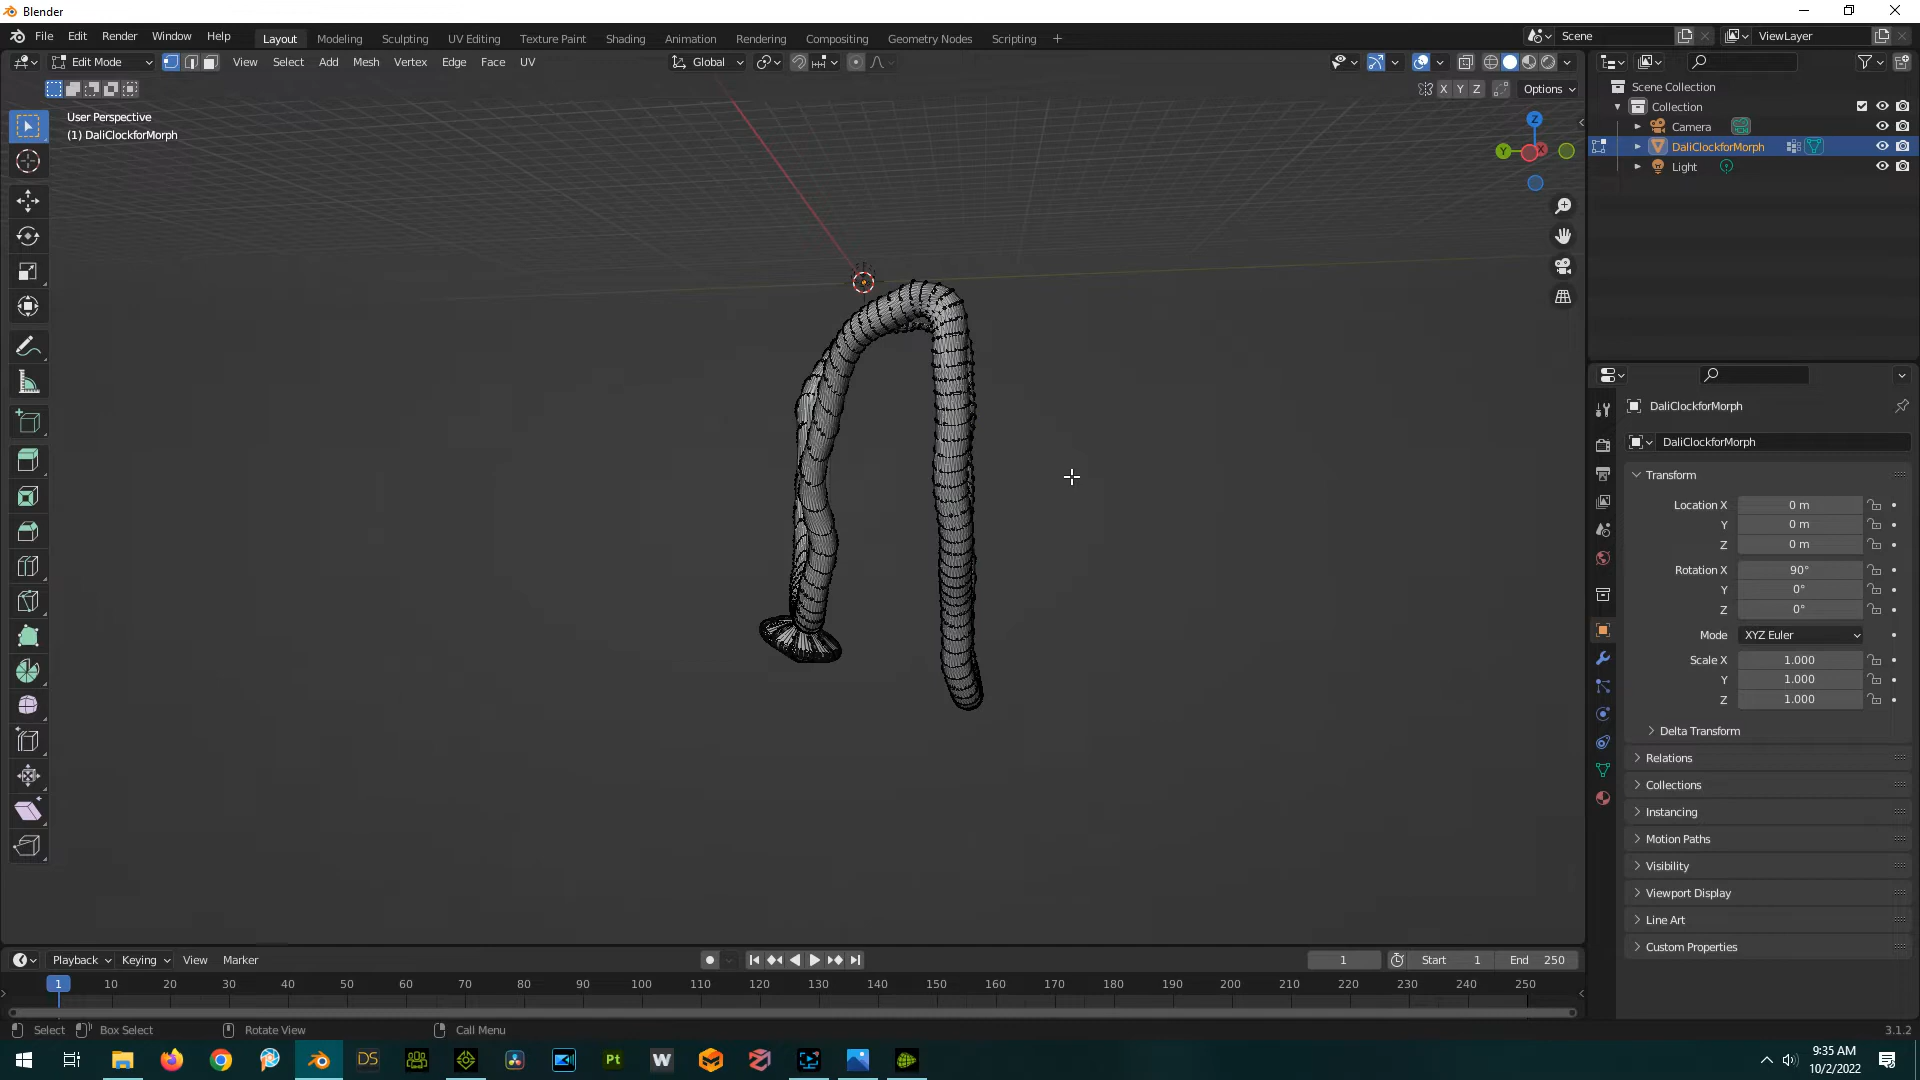 Blender
File Edit Render Window Help
Layout Modeling Sculpting UV Editing Texture Paint Shading Animation Rendering Compositing Geometry Nodes Scripting +
Scene
ViewLayer
Edit Mode
View Select Add Mesh Vertex Edge Face UV
Global
X Y Z
Options
User Perspective
(1) DaliClockforMorph
Z
Y
X
Scene Collection
Collection
Camera
DaliClockforMorph
Light
DaliClockforMorph
DaliClockforMorph
Transform
Location X 0 m
Y 0 m
Z 0 m
Rotation X 90°
Y 0°
Z 0°
Mode XYZ Euler
Scale X 1.000
Y 1.000
Z 1.000
Delta Transform
Relations
Collections
Instancing
Motion Paths
Visibility
Viewport Display
Line Art
Custom Properties
Playback Keying View Marker
1
Start 1
End 250
1 10 20 30 40 50 60 70 80 90 100 110 120 130 140 150 160 170 180 190 200 210 220 230 240 250
Select Box Select Rotate View Call Menu
3.1.2
DS
Pt
W
9:35 AM
10/2/2022